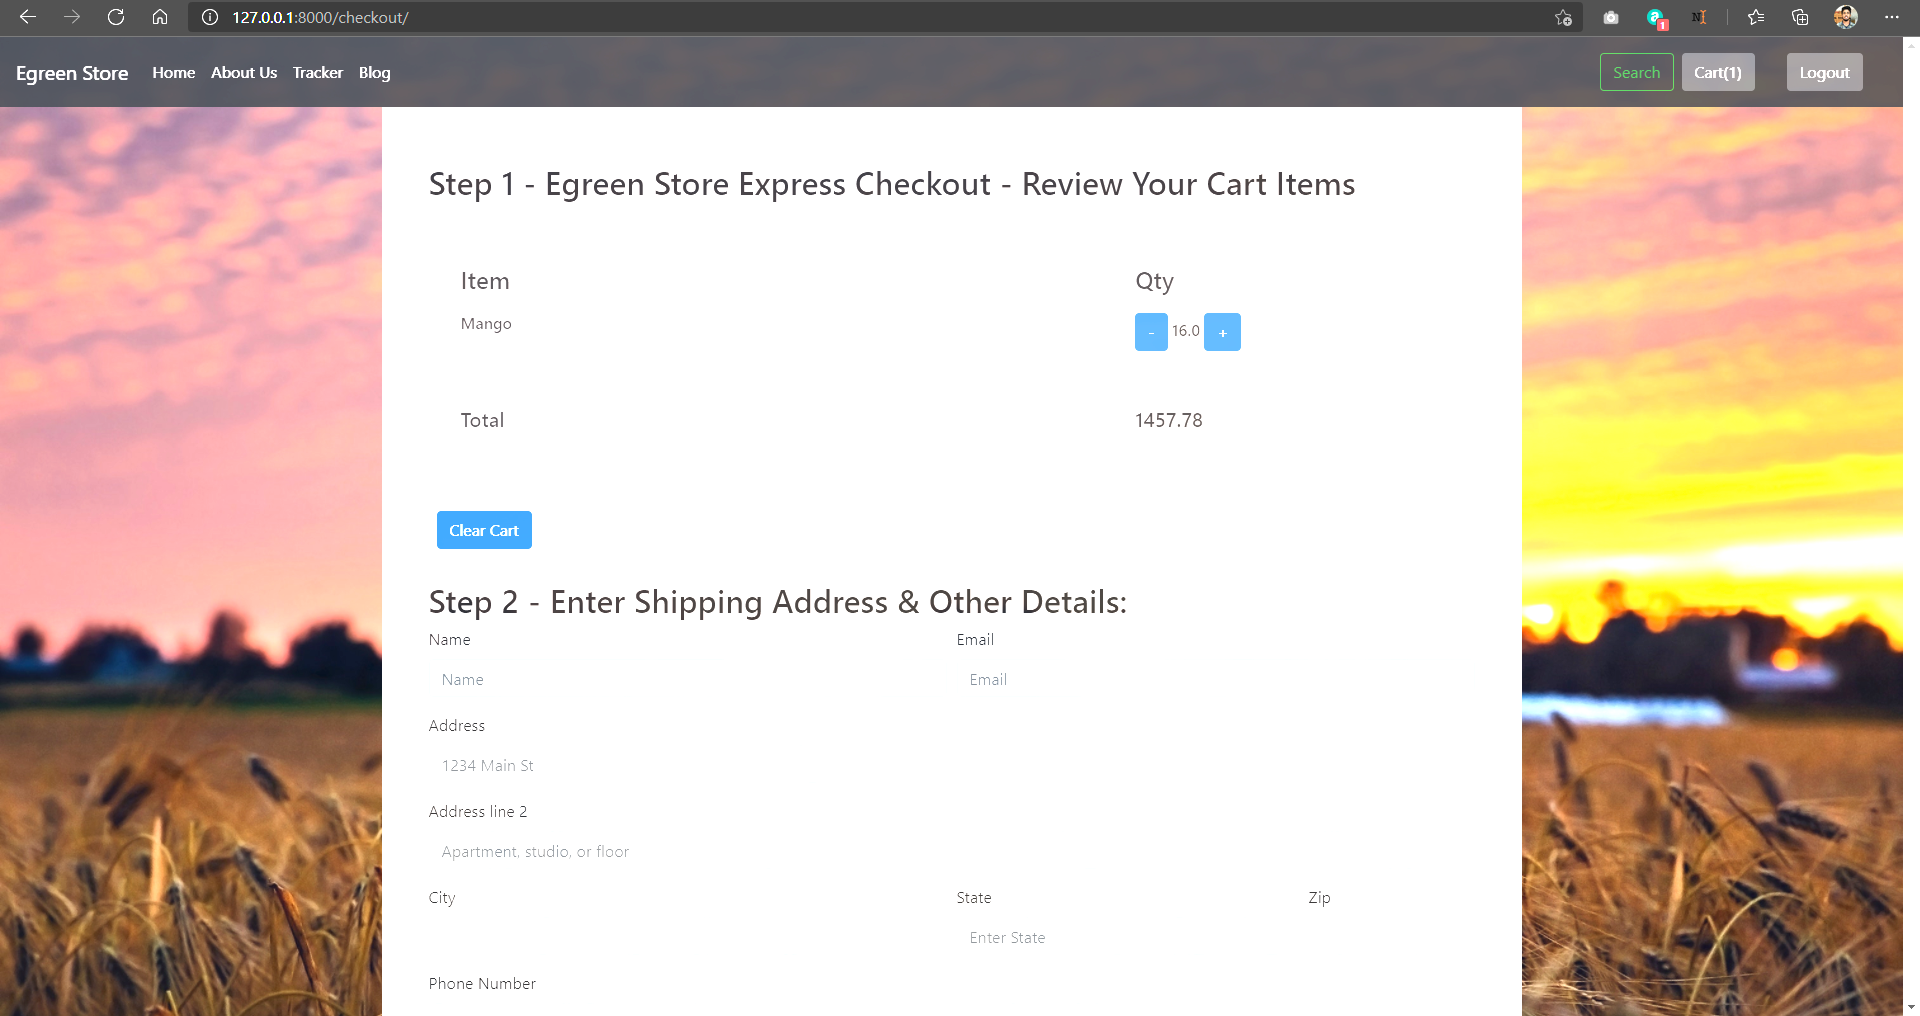 127.0.0.1:8000/checkout/
1
N
Egreen Store Home About Us Tracker Blog Search Cart(1) Logout
Step 1 - Egreen Store Express Checkout - Review Your Cart Items
Item Qty
Mango - 16.0 +
Total 1457.78
Clear Cart
Step 2 - Enter Shipping Address & Other Details:
Name Email
Name Email
Address
1234 Main St
Address line 2
Apartment, studio, or floor
City State Zip
Enter State
Phone Number